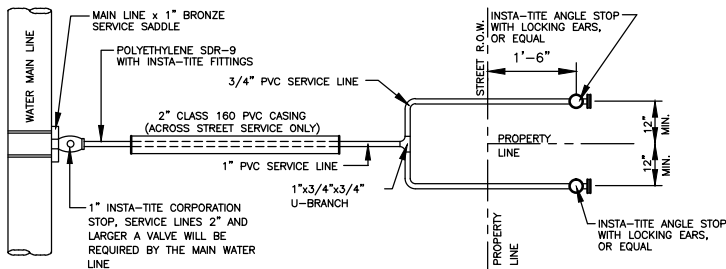 MAIN LINE x 1" BRONZE
SERVICE SADDLE
POLYETHYLENE SDR-9
WITH INSTA-TITE FITTINGS
WATER MAIN LINE
2" CLASS 160 PVC CASING
(ACROSS STREET SERVICE ONLY)
3/4" PVC SERVICE LINE
STREET R.O.W.
INSTA-TITE ANGLE STOP
WITH LOCKING EARS,
OR EQUAL
1'-6"
12"
MIN.
PROPERTY
LINE
12"
MIN.
1" PVC SERVICE LINE
1"x3/4"x3/4"
U-BRANCH
1" INSTA-TITE CORPORATION
STOP, SERVICE LINES 2" AND
LARGER A VALVE WILL BE
REQUIRED BY THE MAIN WATER
LINE
PROPERTY
LINE
INSTA-TITE ANGLE STOP
WITH LOCKING EARS,
OR EQUAL